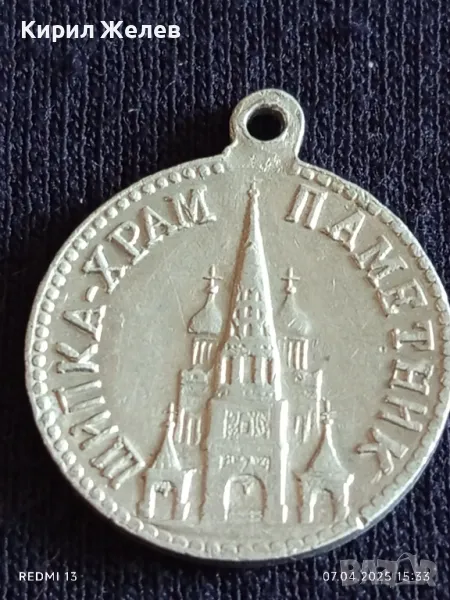 Кирил Желев
ШИПКА-ХРАМ ПАМЕТНИК
REDMI 13
07.04.2025 15:33